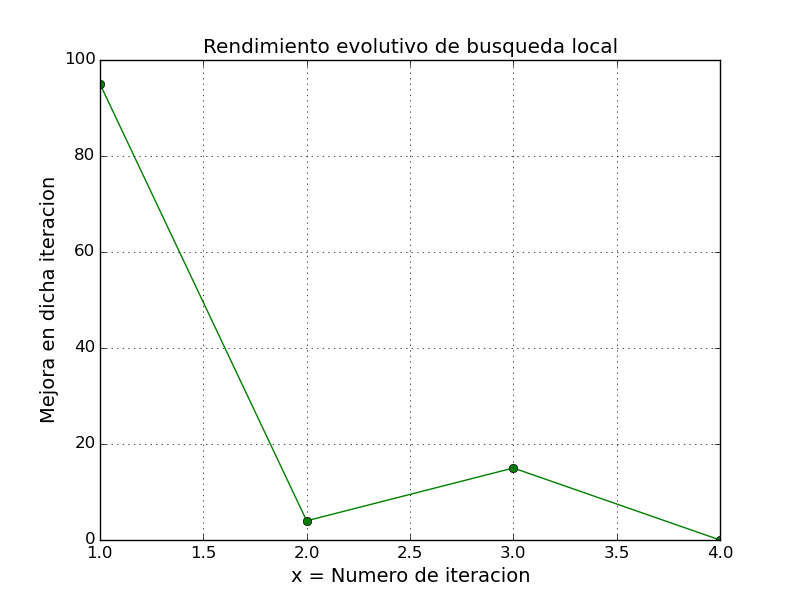 Rendimiento evolutivo de busqueda local
100
80
60
40
20
0
Mejora en dicha iteracion
1.0 1.5 2.0 2.5 3.0 3.5 4.0
x = Numero de iteracion